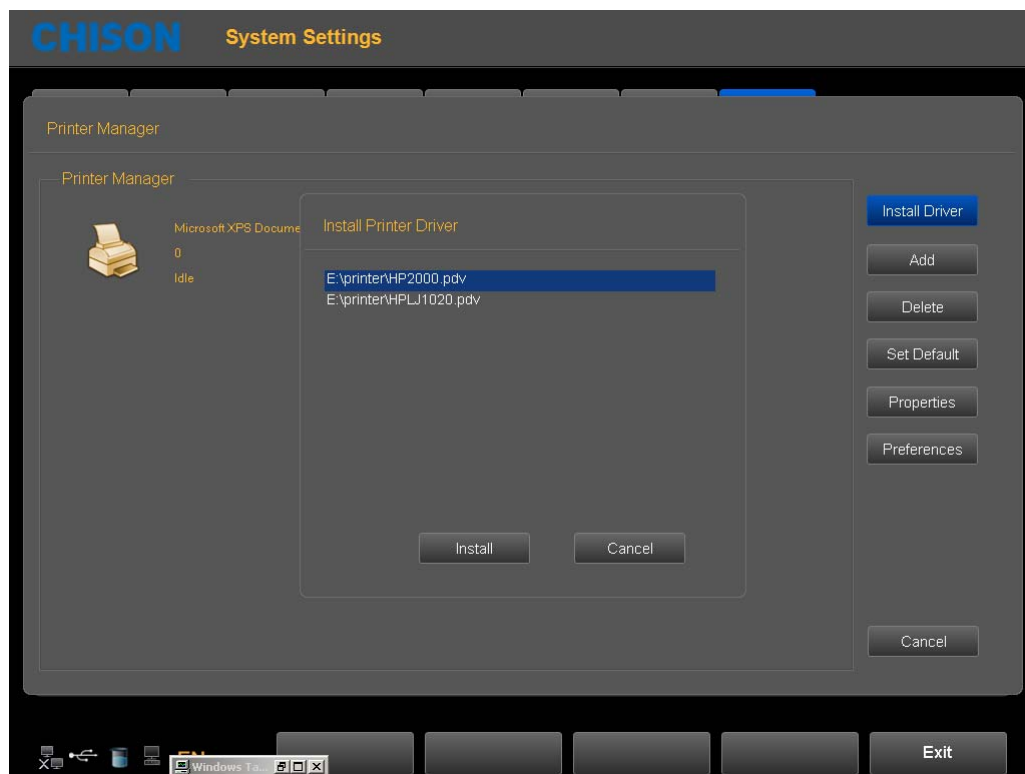 CHISON System Settings
Printer Manager
Printer Manager
Microsoft XPS Docume
0
Idle
Install Printer Driver
E:\printer\HP2000.pdv
E:\printer\HPLJ1020.pdv
Install Cancel
Install Driver
Add
Delete
Set Default
Properties
Preferences
Cancel
Windows Ta...
Exit